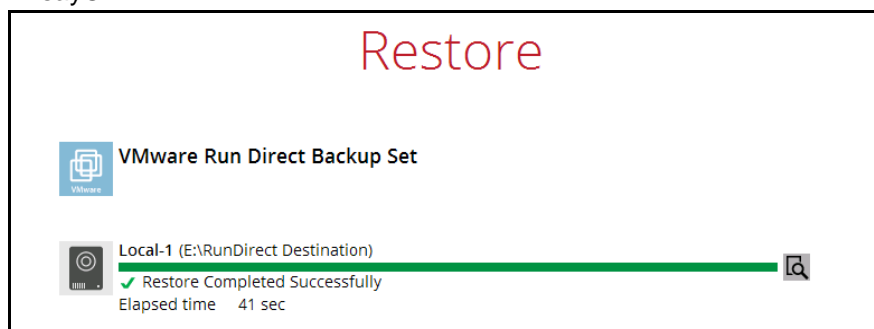 Restore
VMware Run Direct Backup Set
VMware
Local-1 (E:\RunDirect Destination)
✓ Restore Completed Successfully
Elapsed time 41 sec